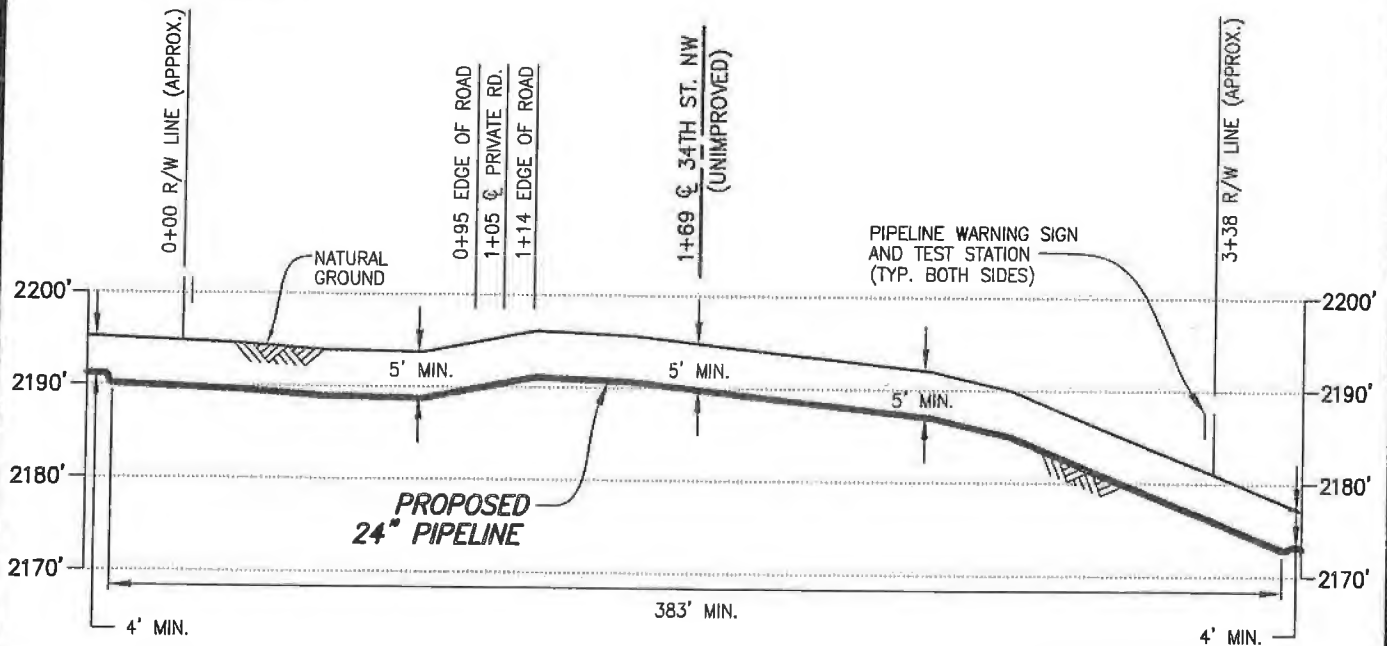 0+00 R/W LINE (APPROX.)
0+95 EDGE OF ROAD
1+05 ℄ PRIVATE RD.
1+14 EDGE OF ROAD
1+69 ℄ 34TH ST. NW
(UNIMPROVED)
3+38 R/W LINE (APPROX.)
NATURAL
GROUND
PIPELINE WARNING SIGN
AND TEST STATION
(TYP. BOTH SIDES)
2200'
2200'
5' MIN.
2190'
2190'
5' MIN.
2180'
2180'
PROPOSED
24" PIPELINE
2170'
2170'
383' MIN.
4' MIN.
4' MIN.